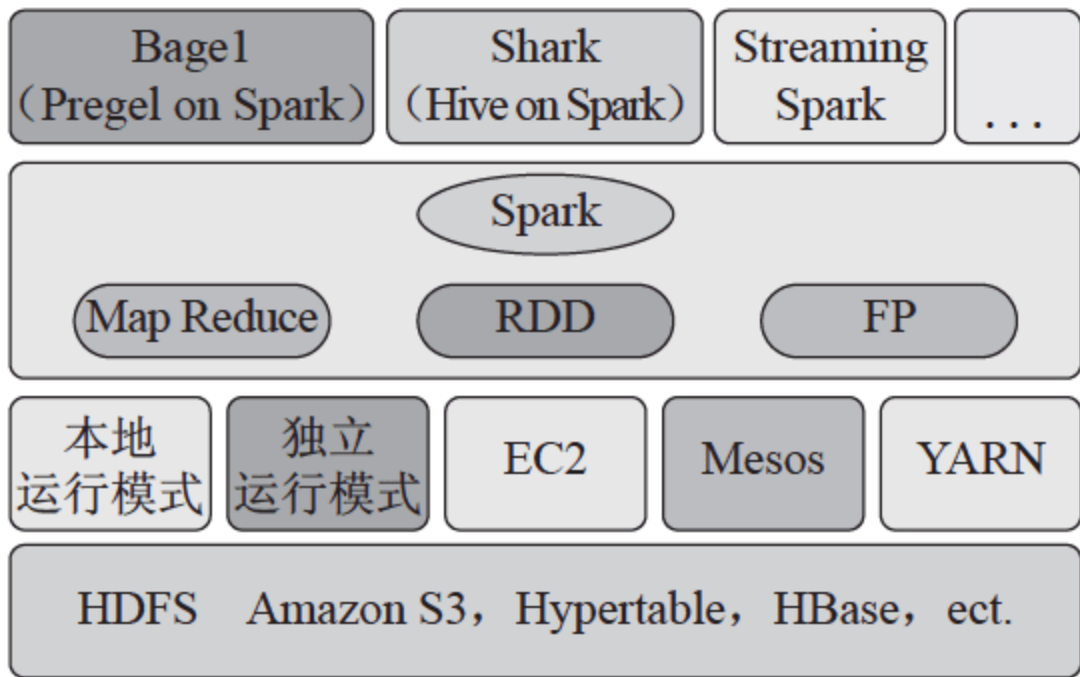 Bage1
（Pregel on Spark）
Shark
（Hive on Spark）
Streaming
Spark
...
Spark
Map Reduce
RDD
FP
本地
运行模式
独立
运行模式
EC2
Mesos
YARN
HDFS Amazon S3，Hypertable，HBase，ect.